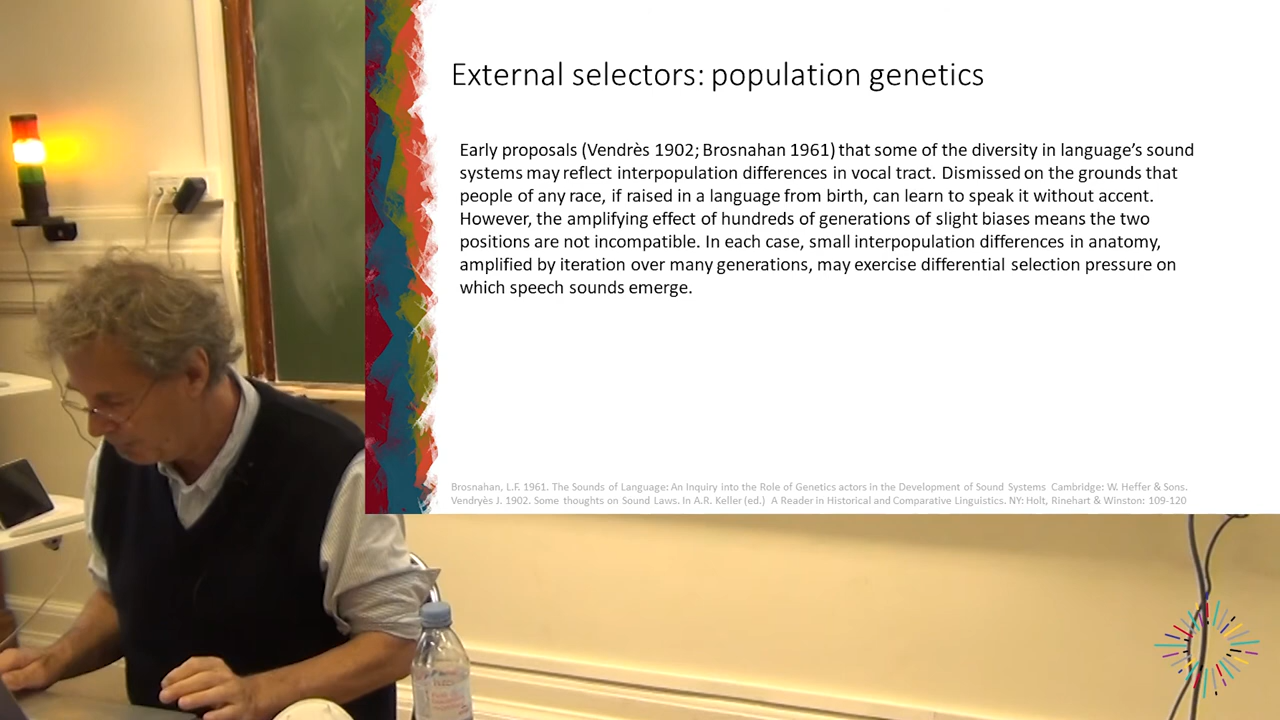 External selectors: population genetics
Early proposals (Vendrès 1902; Brosnahan 1961) that some of the diversity in language's sound
systems may reflect interpopulation differences in vocal tract. Dismissed on the grounds that
people of any race, if raised in a language from birth, can learn to speak it without accent.
However, the amplifying effect of hundreds of generations of slight biases means the two
positions are not incompatible. In each case, small interpopulation differences in anatomy,
amplified by iteration over many generations, may exercise differential selection pressure on
which speech sounds emerge.
Brosnahan, L.F. 1961. The Sounds of Language: An Inquiry into the Role of Genetics actors in the Development of Sound Systems Cambridge: W. Heffer & Sons.
Vendryès J. 1902. Some thoughts on Sound Laws. In A.R. Keller (ed.) A Reader in Historical and Comparative Linguistics. NY: Holt, Rinehart & Winston: 109-120